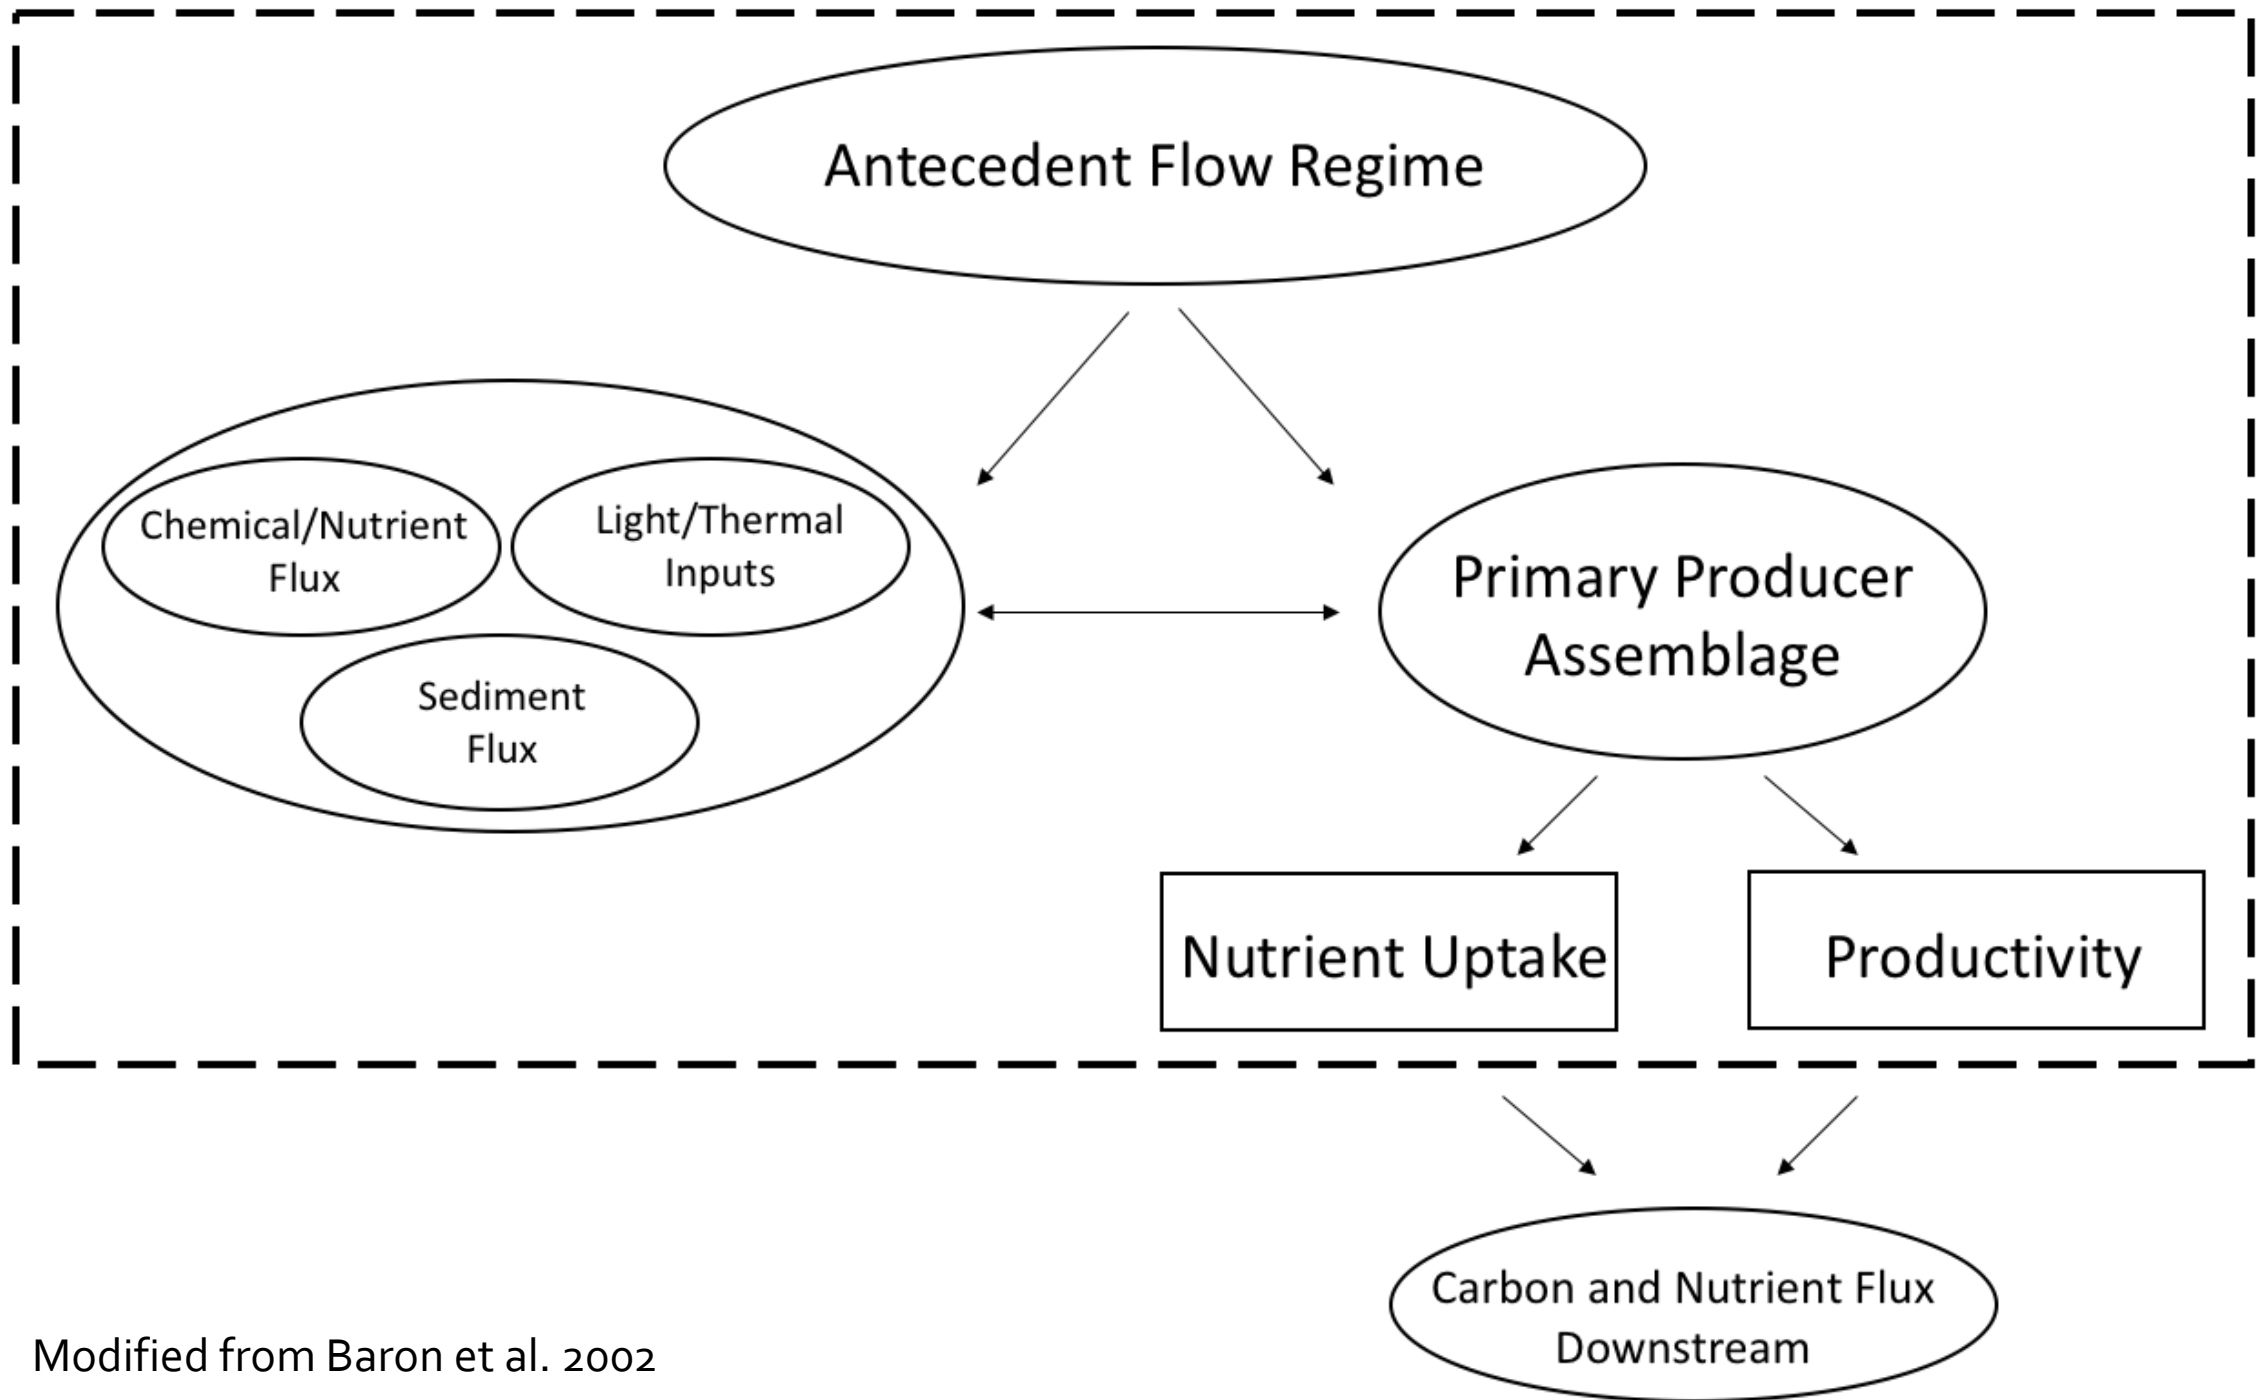 Antecedent Flow Regime
Chemical/Nutrient
Flux
Light/Thermal
Inputs
Sediment
Flux
Primary Producer
Assemblage
Nutrient Uptake
Productivity
Carbon and Nutrient Flux
Downstream
Modified from Baron et al. 2002